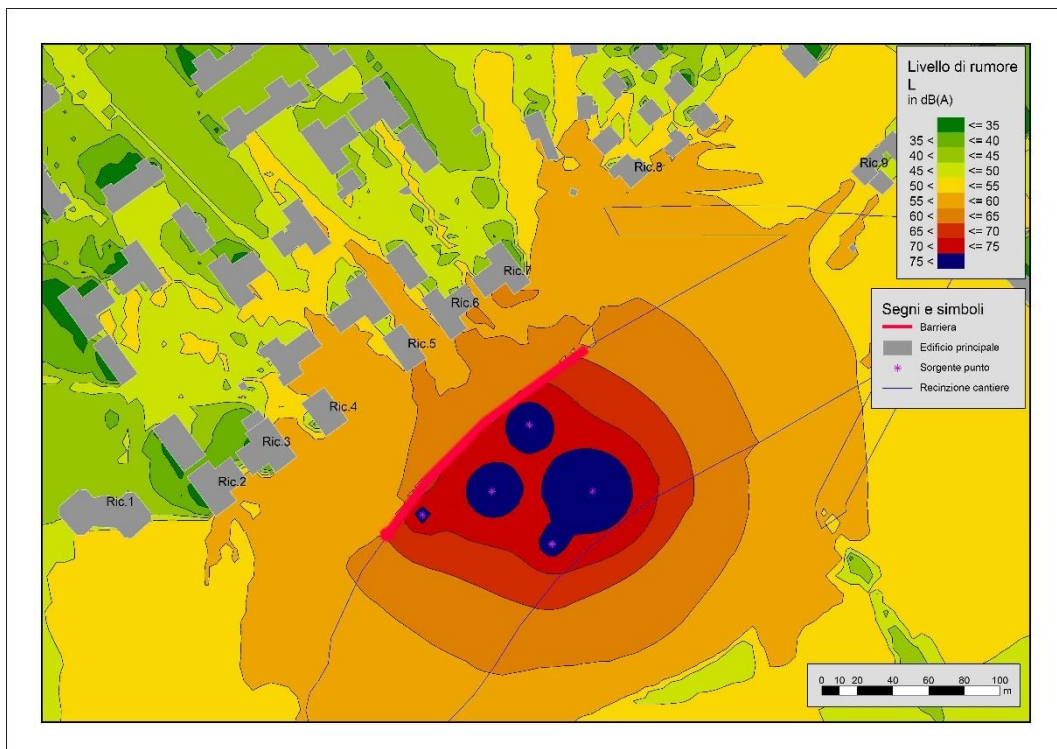 Livello di rumore
L
in dB(A)
<= 35
35 < <= 40
40 < <= 45
45 < <= 50
50 < <= 55
55 < <= 60
60 < <= 65
65 < <= 70
70 < <= 75
75 <
Segni e simboli
Barriera
Edificio principale
Sorgente punto
Recinzione cantiere
Ric.8
Ric.9
Ric.7
Ric.6
Ric.5
Ric.4
Ric.3
Ric.2
Ric.1
0 10 20 40 60 80 100
m